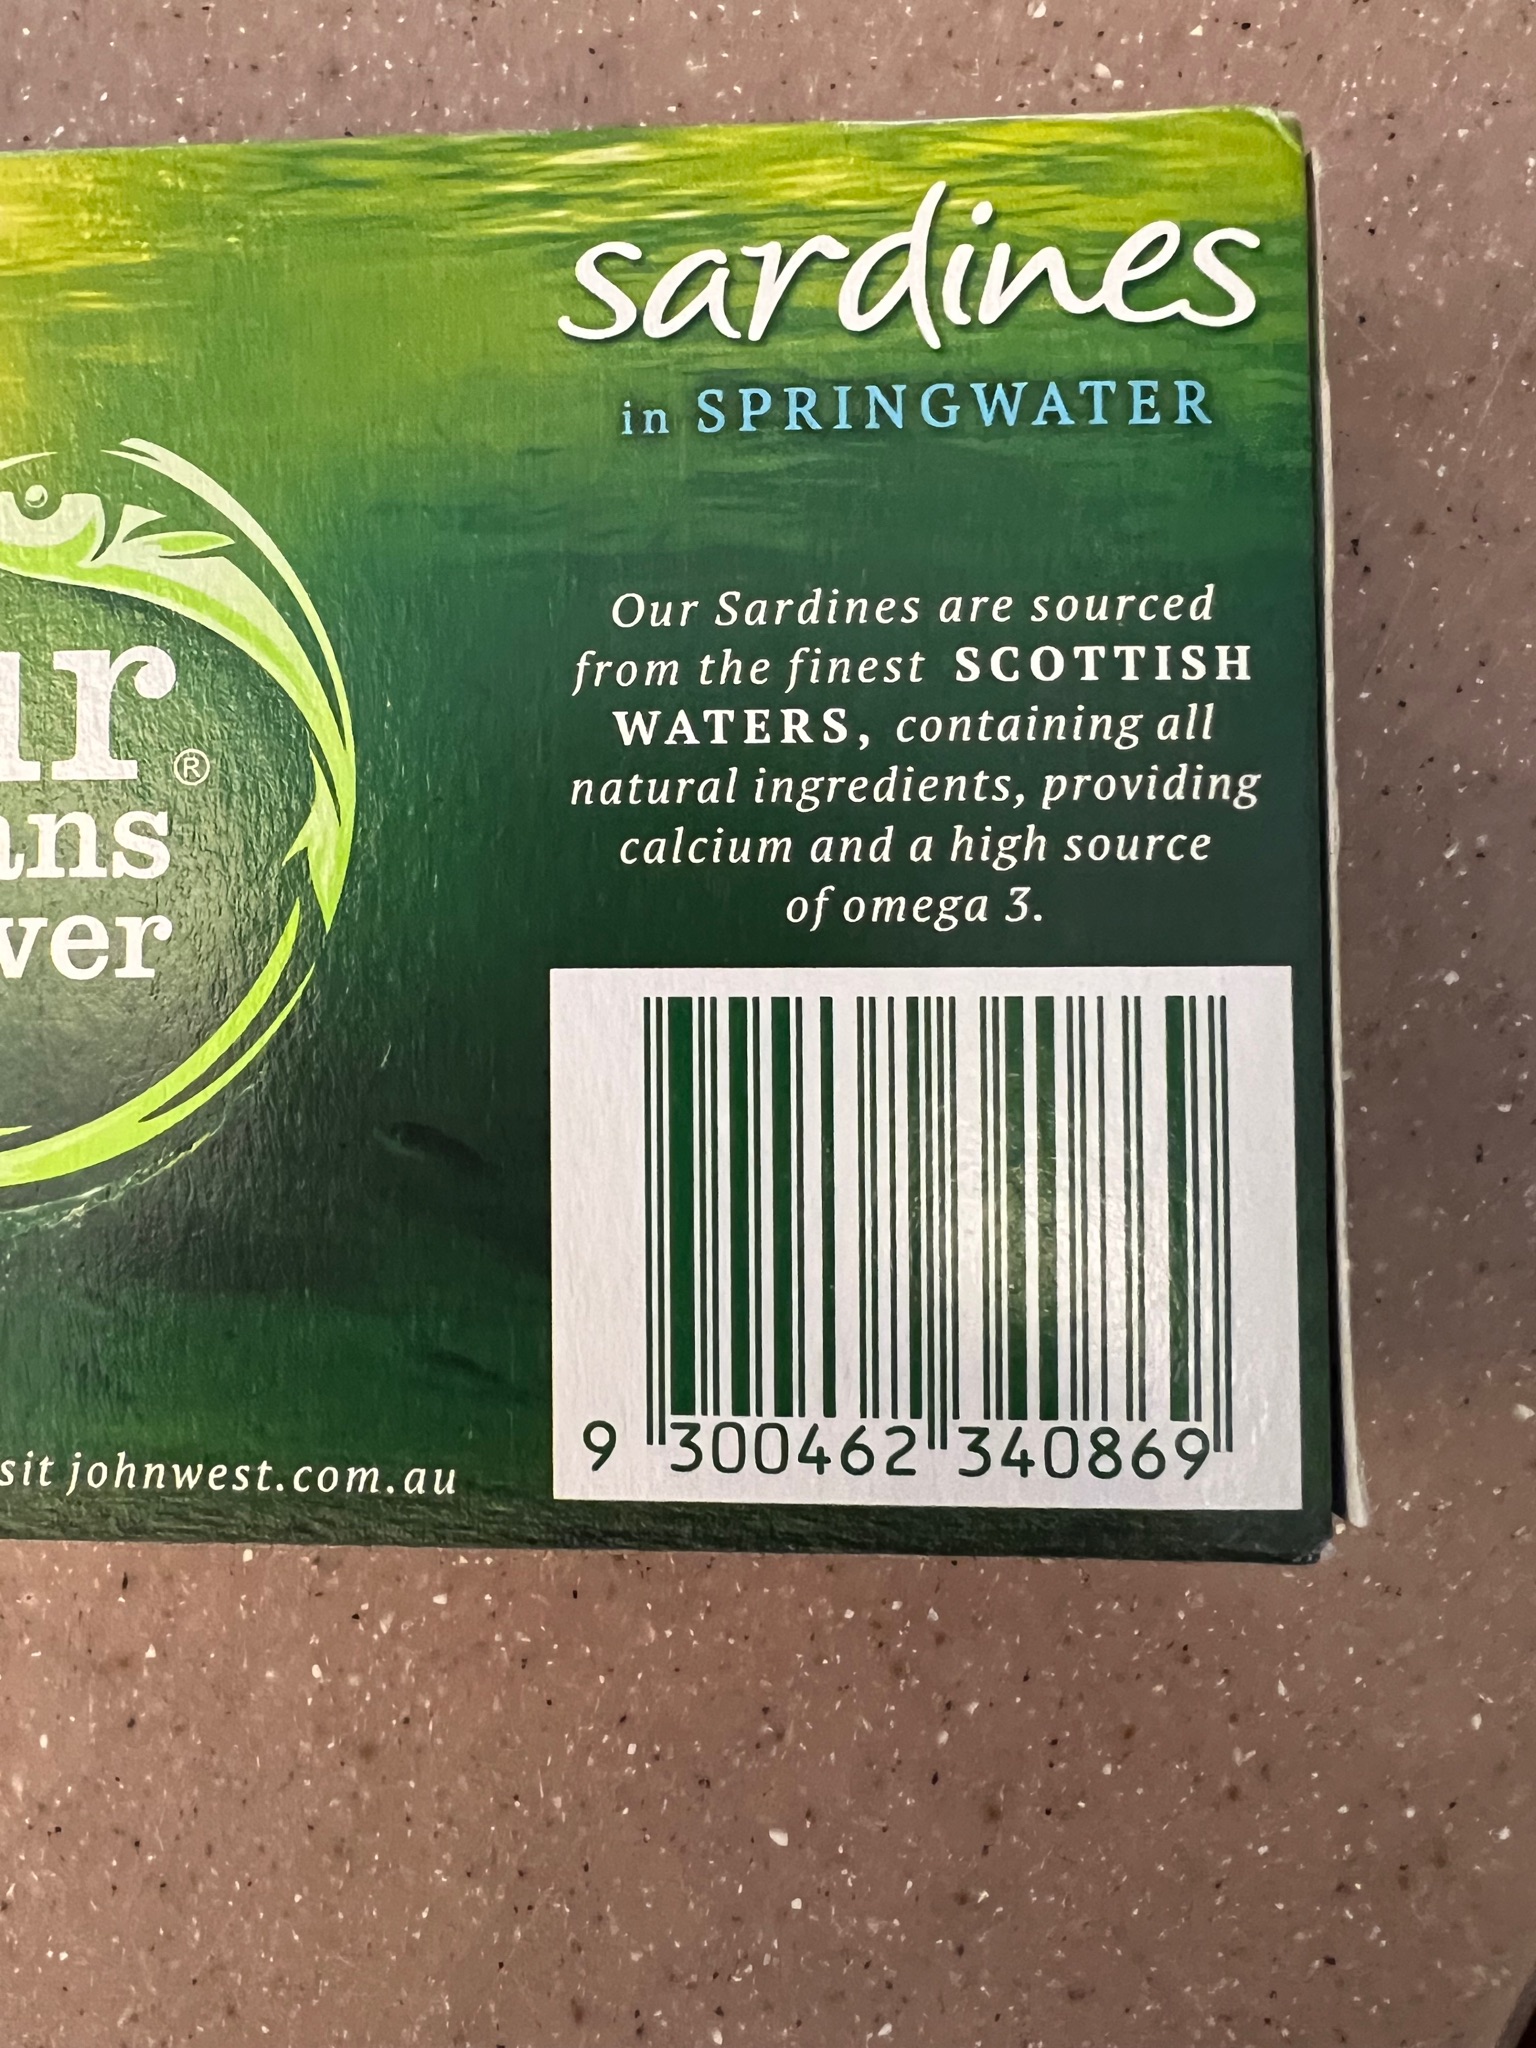 sardines
in SPRINGWATER
Our Sardines are sourced
from the finest SCOTTISH
WATERS, containing all
natural ingredients, providing
calcium and a high source
of omega 3.
®
johnwest.com.au
9 300462 340869